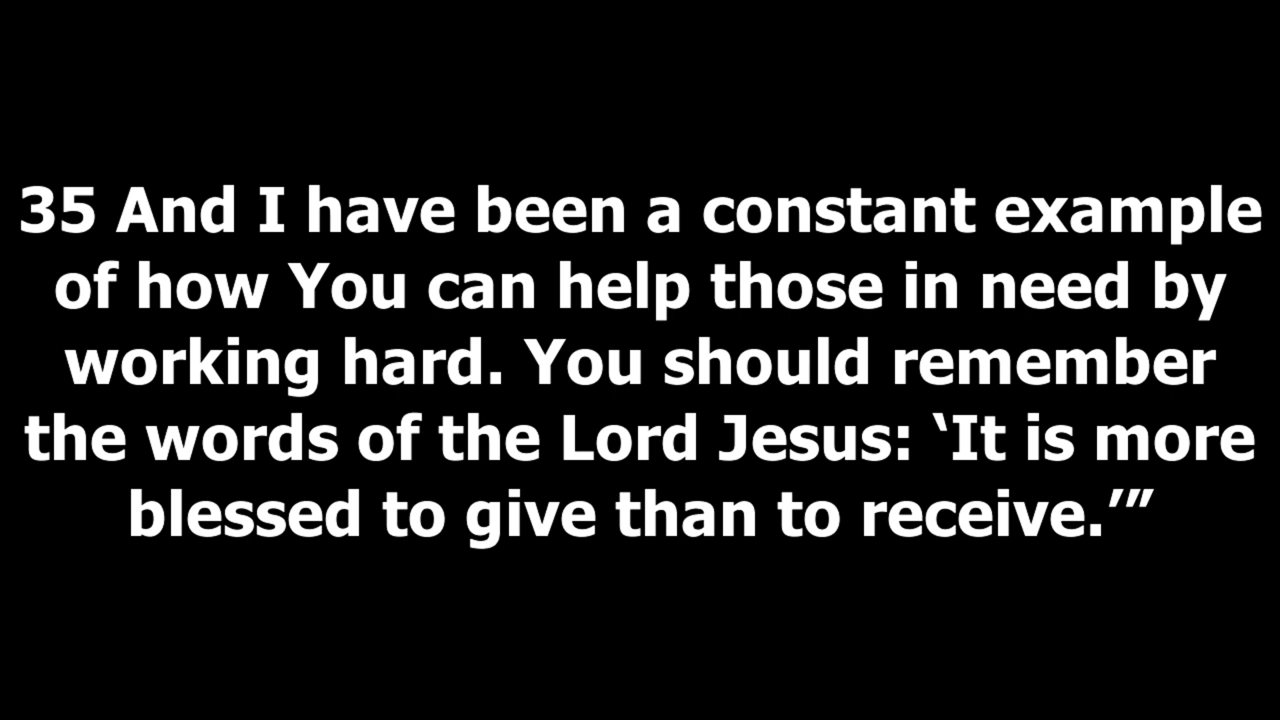 35 And I have been a constant example
of how You can help those in need by
working hard. You should remember
the words of the Lord Jesus: ‘It is more
blessed to give than to receive.’”